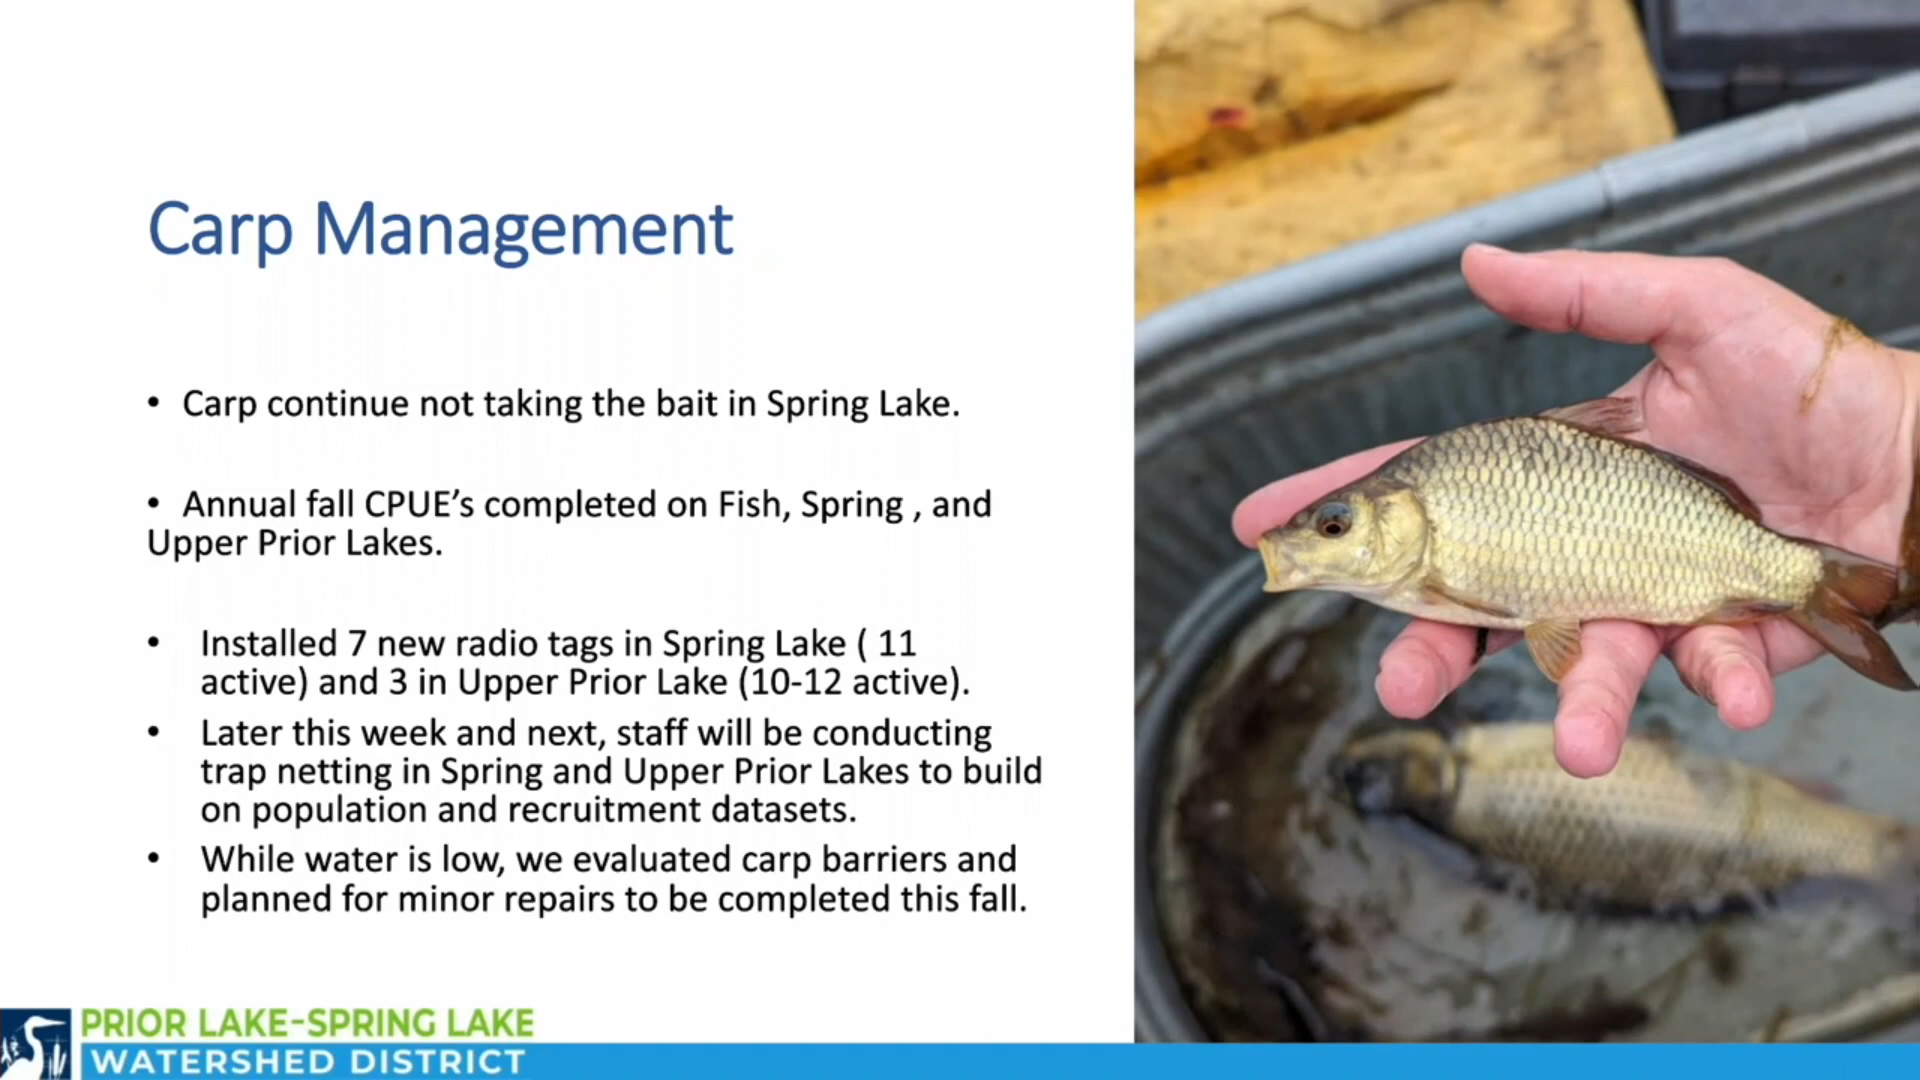 Carp Management
• Carp continue not taking the bait in Spring Lake.
• Annual fall CPUE’s completed on Fish, Spring , and
Upper Prior Lakes.
• Installed 7 new radio tags in Spring Lake ( 11
active) and 3 in Upper Prior Lake (10-12 active).
• Later this week and next, staff will be conducting
trap netting in Spring and Upper Prior Lakes to build
on population and recruitment datasets.
• While water is low, we evaluated carp barriers and
planned for minor repairs to be completed this fall.
PRIOR LAKE-SPRING LAKE
WATERSHED DISTRICT